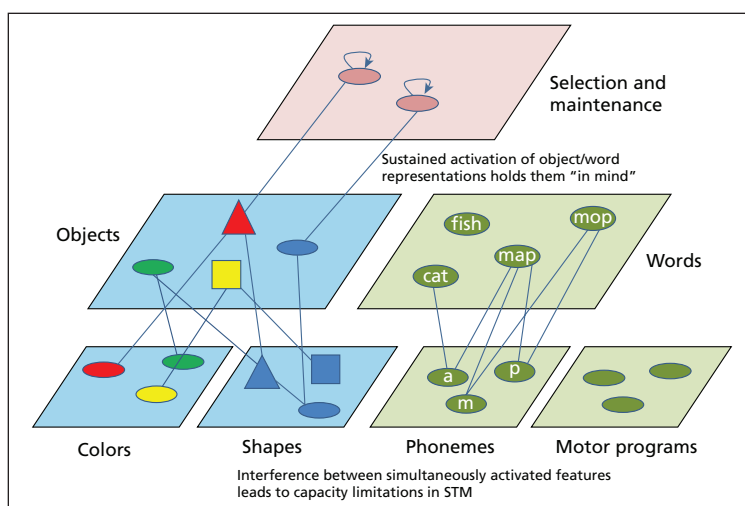 Selection and
maintenance
Sustained activation of object/word
representations holds them “in mind”
Objects
fish
mop
map
cat
Words
a
p
m
Colors
Shapes
Phonemes
Motor programs
Interference between simultaneously activated features
leads to capacity limitations in STM